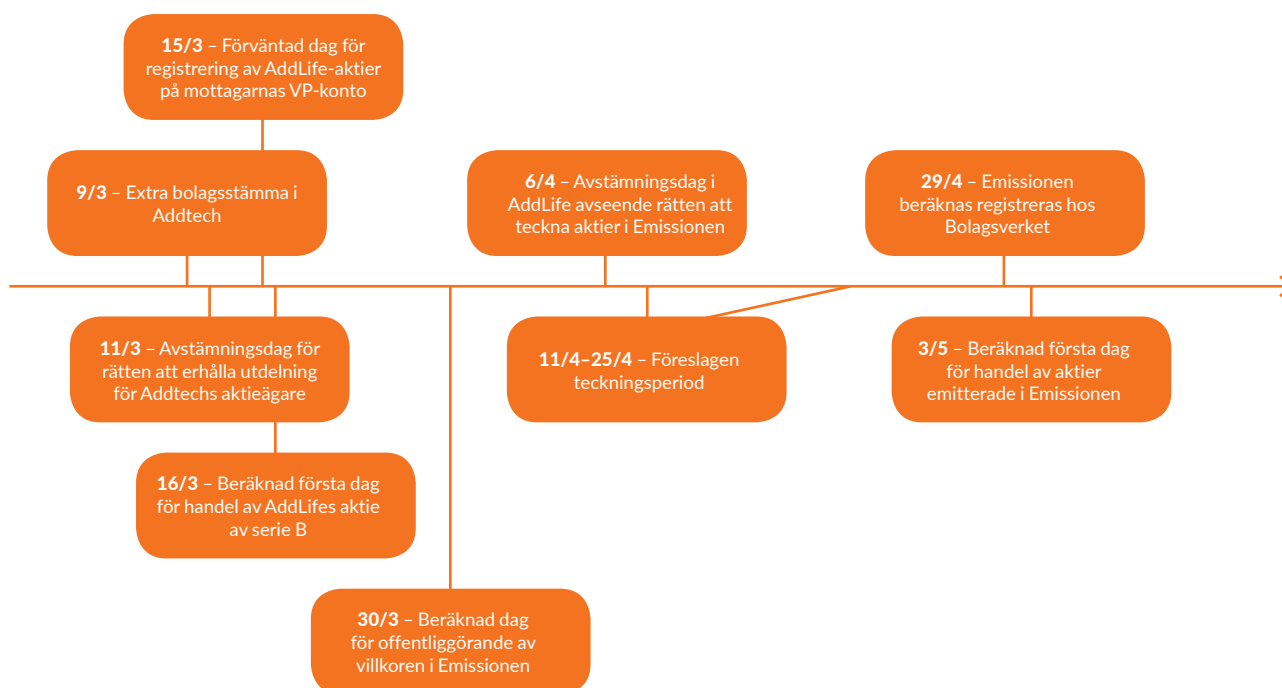 15/3 – Förväntad dag för
registrering av AddLife-aktier
på mottagarnas VP-konto
9/3 – Extra bolagsstämma i
Addtech
6/4 – Avstämningsdag i
AddLife avseende rätten att
teckna aktier i Emissionen
29/4 – Emissionen
beräknas registreras hos
Bolagsverket
11/3 – Avstämningsdag för
rätten att erhålla utdelning
för Addtechs aktieägare
11/4–25/4 – Föreslagen
teckningsperiod
3/5 – Beräknad första dag
för handel av aktier
emitterade i Emissionen
16/3 – Beräknad första dag
för handel av AddLifes aktie
av serie B
30/3 – Beräknad dag
för offentliggörande av
villkoren i Emissionen